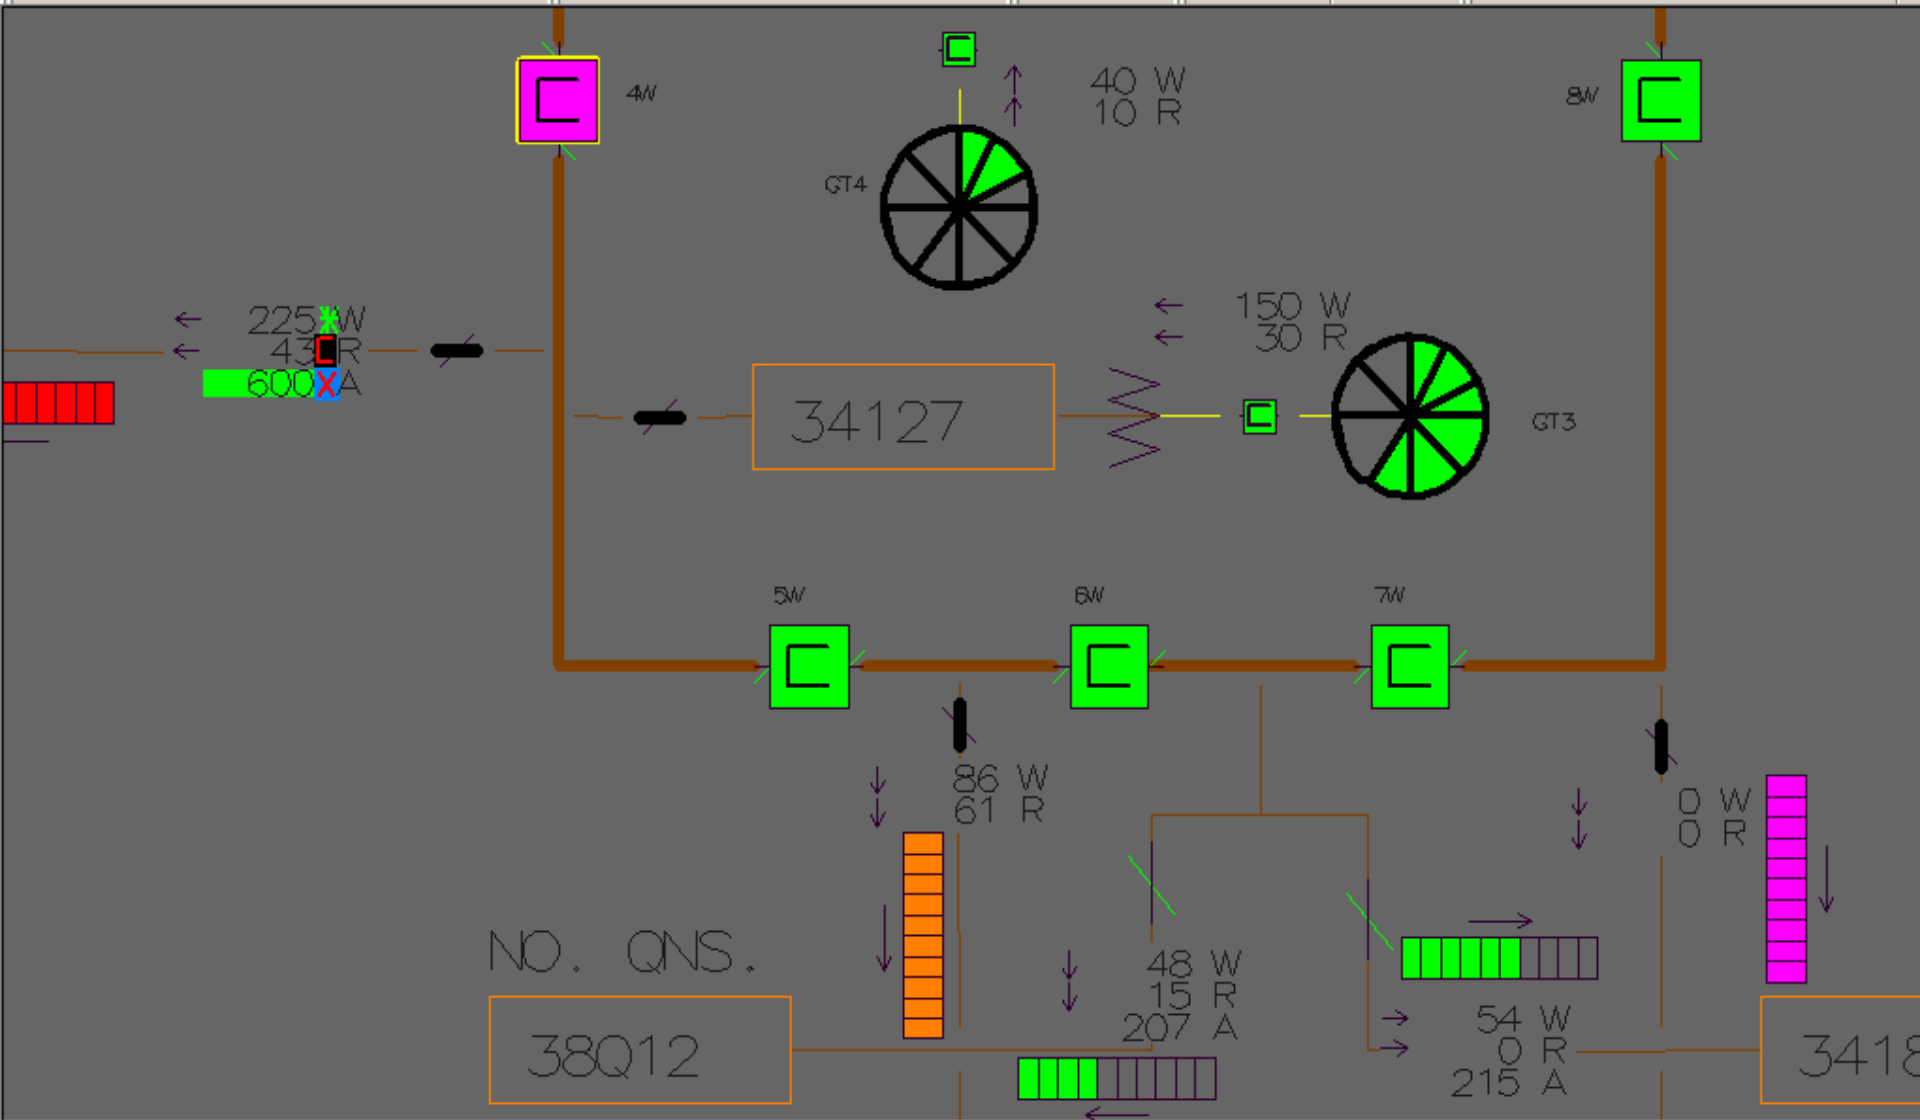 4W
8W
40 W
10 R
GT4
225 W
43 R
600 A
150 W
30 R
34127
GT3
5W
6W
7W
86 W
61 R
0 W
0 R
NO. QNS.
48 W
15 R
207 A
54 W
0 R
215 A
38Q12
3418